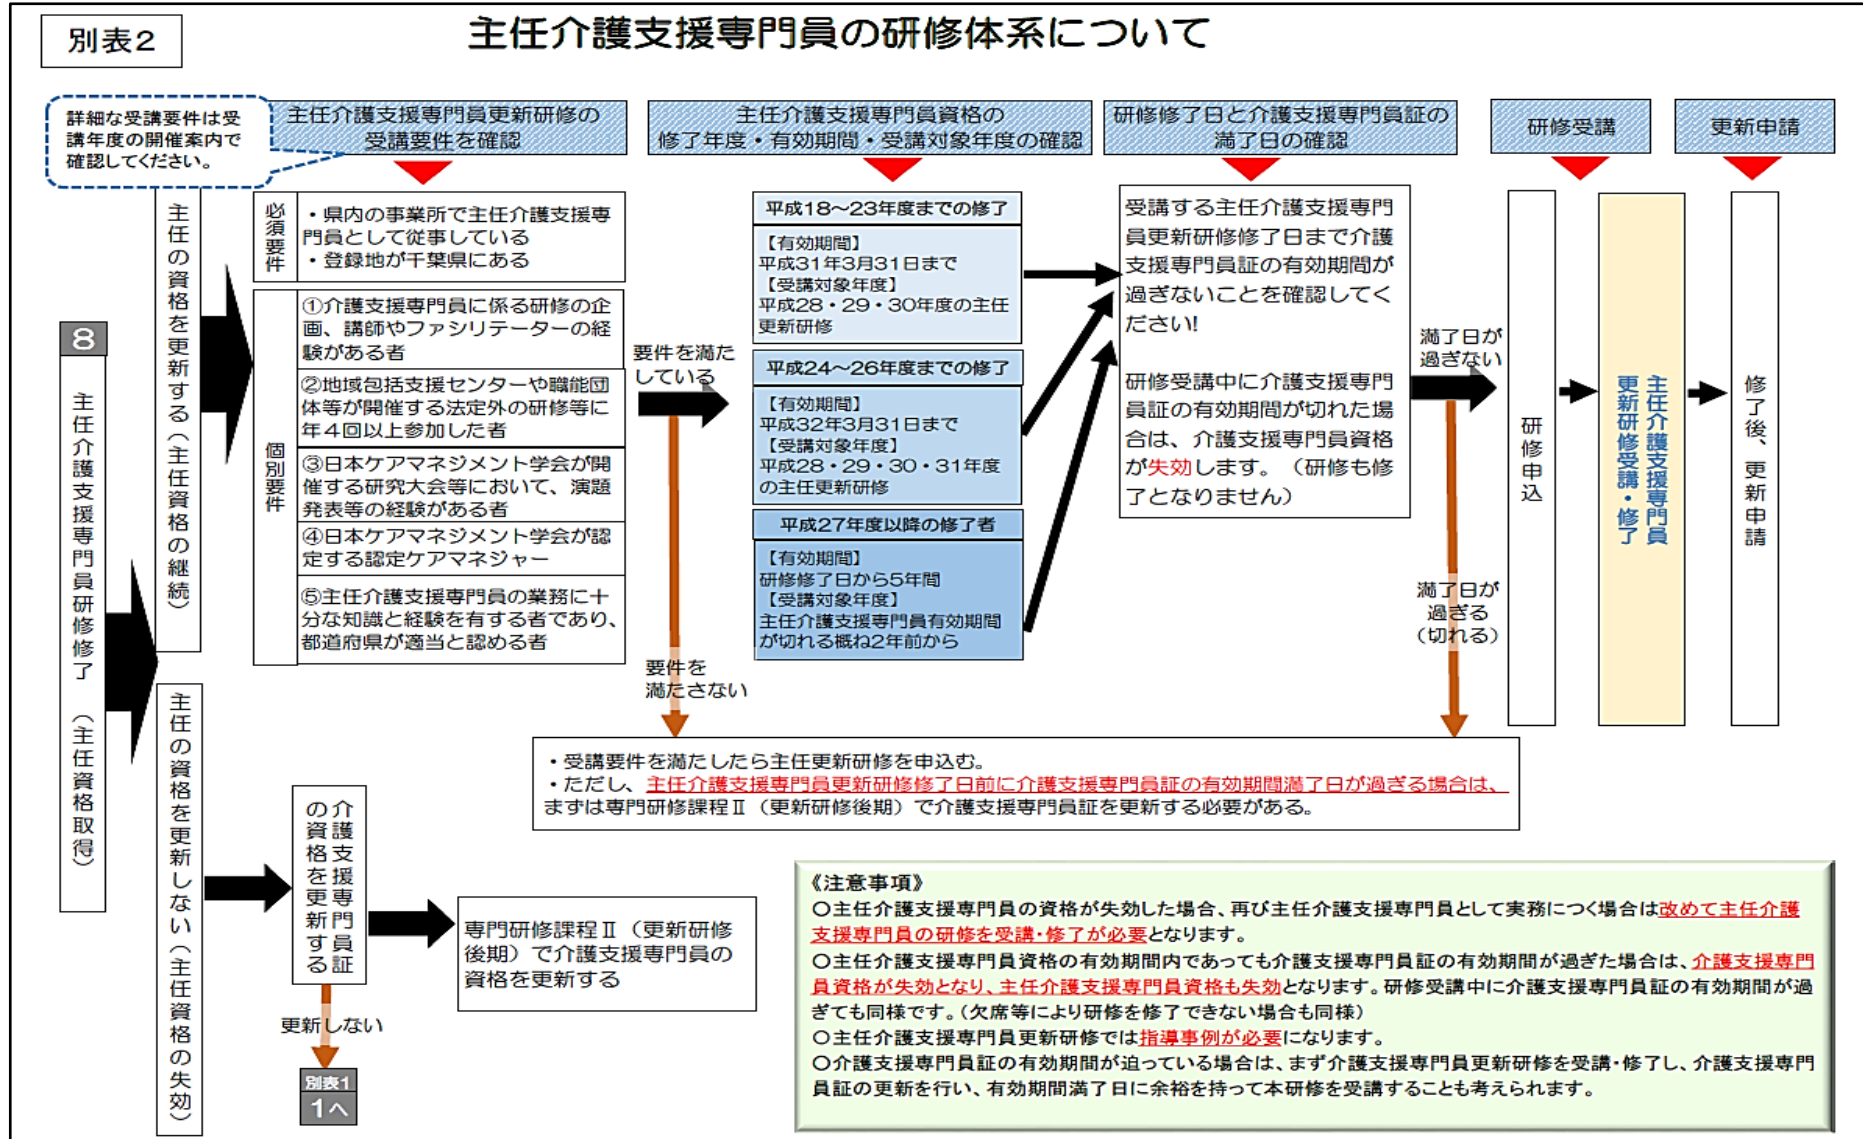 別表2
主任介護支援専門員の研修体系について
詳細な受講要件は受
講年度の開催案内で
確認してください。
主任介護支援専門員更新研修の
受講要件を確認
主任介護支援専門員資格の
修了年度・有効期間・受講対象年度の確認
研修修了日と介護支援専門員証の
満了日の確認
研修受講
更新申請
8
主任介護支援専門員研修修了 (主任資格取得)
主任の資格を更新する(主任資格の継続)
主任の資格を更新しない(主任資格の失効)
必須要件
・県内の事業所で主任介護支援専
門員として従事している
・登録地が千葉県にある
個別要件
①介護支援専門員に係る研修の企
画、講師やファシリテーターの経
験がある者
②地域包括支援センターや職能団
体等が開催する法定外の研修等に
年4回以上参加した者
③日本ケアマネジメント学会が開
催する研究大会等において、演題
発表等の経験がある者
④日本ケアマネジメント学会が認
定する認定ケアマネジャー
⑤主任介護支援専門員の業務に十
分な知識と経験を有する者であり、
都道府県が適当と認める者
要件を満た
している
要件を
満たさない
平成18~23年度までの修了
【有効期間】
平成31年3月31日まで
【受講対象年度】
平成28・29・30年度の主任
更新研修
平成24~26年度までの修了
【有効期間】
平成32年3月31日まで
【受講対象年度】
平成28・29・30・31年度
の主任更新研修
平成27年度以降の修了者
【有効期間】
研修修了日から5年間
【受講対象年度】
主任介護支援専門員有効期間
が切れる概ね2年前から
受講する主任介護支援専門
員更新研修修了日まで介護
支援専門員証の有効期間が
過ぎないことを確認してく
ださい!
研修受講中に介護支援専門
員証の有効期間が切れた場
合は、介護支援専門員資格
が失効します。(研修も修
了となりません)
満了日が
過ぎない
満了日が
過ぎる
(切れる)
研修申込
主任介護支援専門員
更新研修受講・修了
修了後、更新申請
・受講要件を満たしたら主任更新研修を申込む。
・ただし、主任介護支援専門員更新研修修了日前に介護支援専門員証の有効期間満了日が過ぎる場合は、
まずは専門研修課程Ⅱ(更新研修後期)で介護支援専門員証を更新する必要がある。
介護支援専門員証
の資格を更新する
更新しない
別表1
1へ
専門研修課程Ⅱ(更新研修
後期)で介護支援専門員の
資格を更新する
《注意事項》
○主任介護支援専門員の資格が失効した場合、再び主任介護支援専門員として実務につく場合は改めて主任介護
支援専門員の研修を受講・修了が必要となります。
○主任介護支援専門員資格の有効期間内であっても介護支援専門員証の有効期間が過ぎた場合は、介護支援専門
員資格が失効となり、主任介護支援専門員資格も失効となります。研修受講中に介護支援専門員証の有効期間が過
ぎても同様です。(欠席等により研修を修了できない場合も同様)
○主任介護支援専門員更新研修では指導事例が必要になります。
○介護支援専門員証の有効期間が迫っている場合は、まず介護支援専門員更新研修を受講・修了し、介護支援専門
員証の更新を行い、有効期間満了日に余裕を持って本研修を受講することも考えられます。